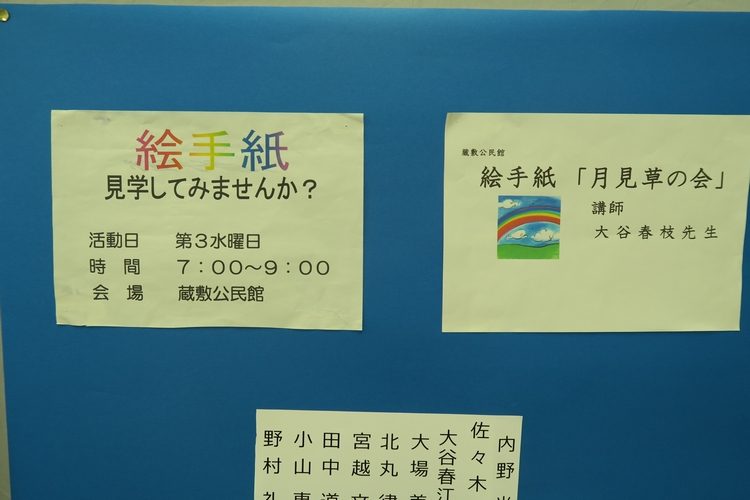 絵手紙
見学してみませんか？
活動日　第３水曜日
時　間　７：００～９：００
会　場　蔵敷公民館
蔵敷公民館
絵手紙「月見草の会」
講師
大谷春枝先生
内野
佐々木
大谷春江
大場
北丸
宮越
田中道
小山恵
野村礼